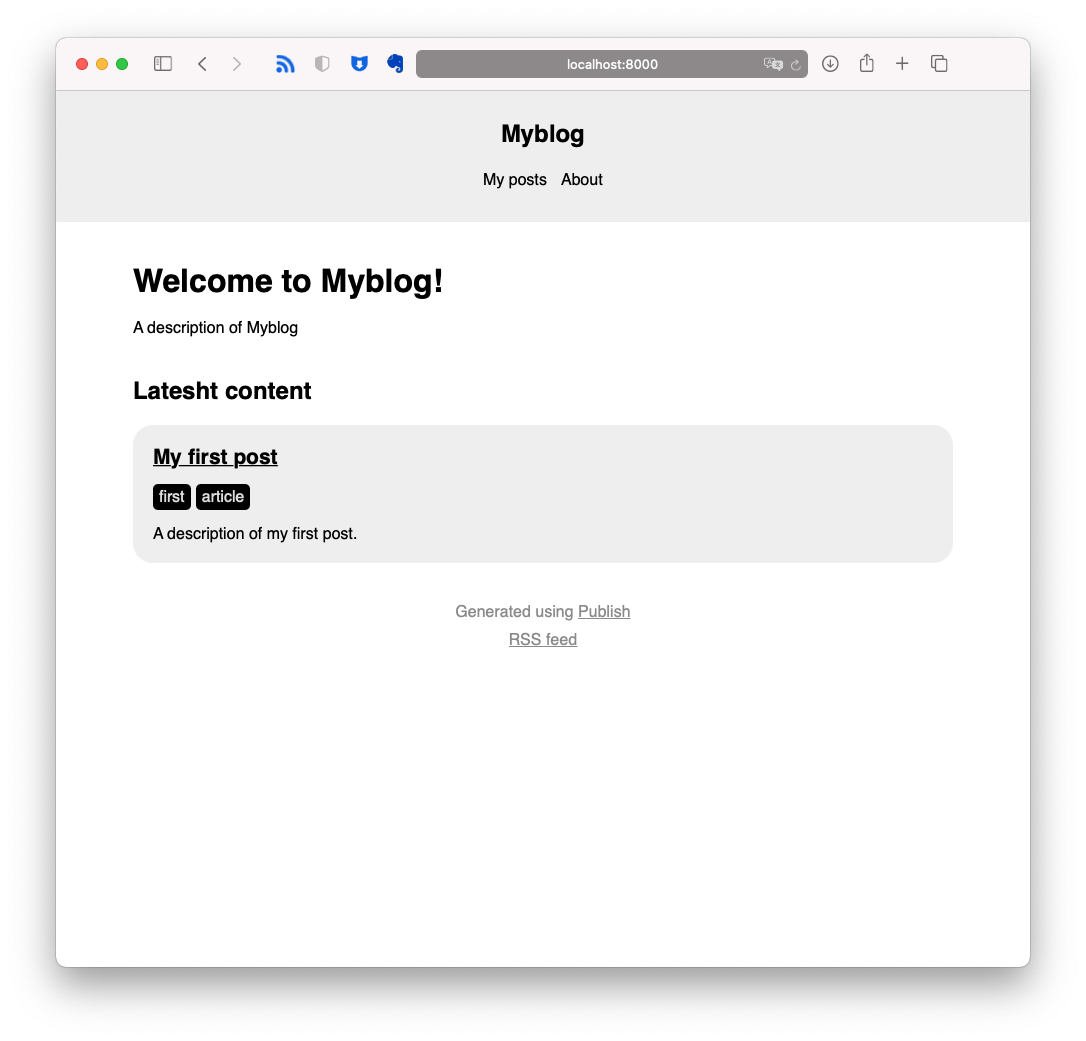 localhost:8000
Myblog
My posts About
Welcome to Myblog!
A description of Myblog
Latesht content
My first post
first article
A description of my first post.
Generated using Publish
RSS feed